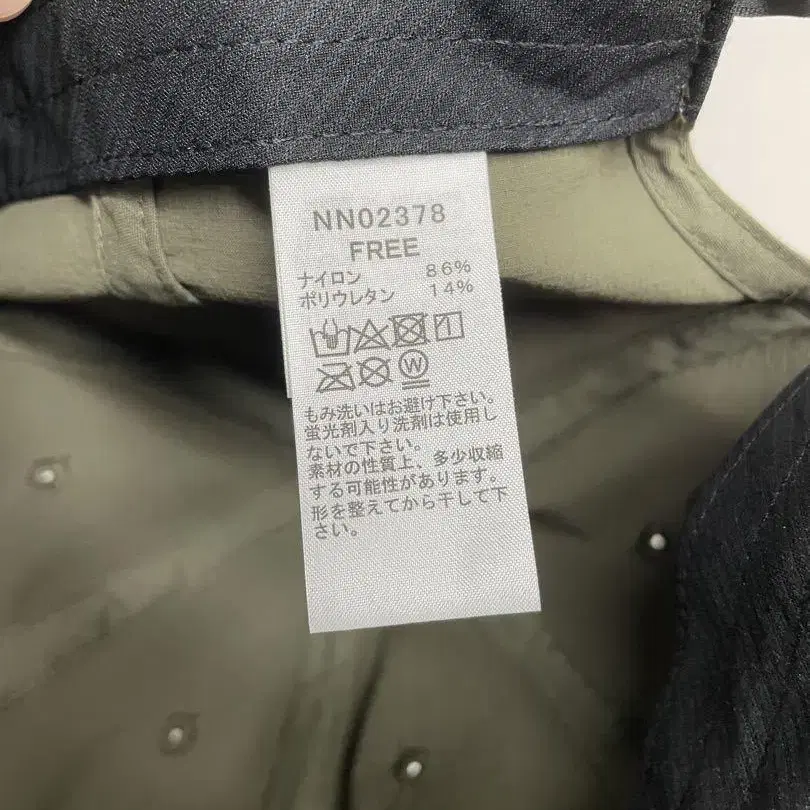 NN02378
FREE
ナイロン 86%
ポリウレタン 14%
W
もみ洗いはお避け下さい。
蛍光剤入り洗剤は使用し
ないで下さい。
素材の性質上、多少収縮
する可能性があります。
形を整えてから干して下
さい。